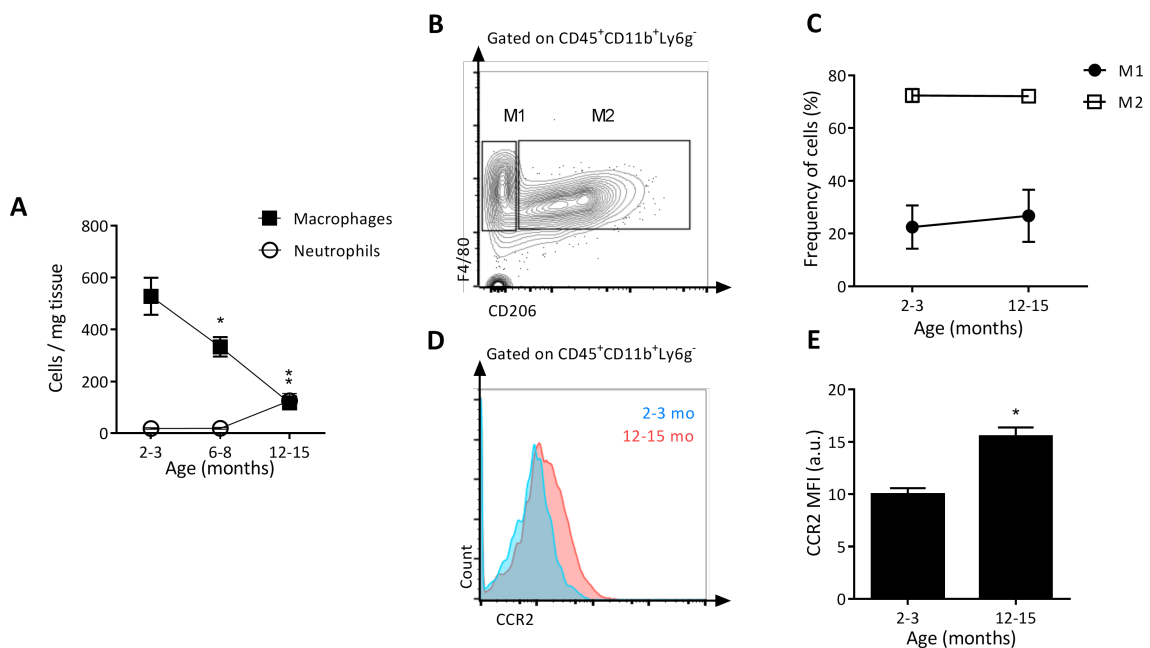 A
Macrophages
Neutrophils
Cells / mg tissue
800
600
400
200
0
*
*
*
2-3
6-8
12-15
Age (months)
B
Gated on CD45⁺CD11b⁺Ly6g⁻
M1
M2
F4/80
CD206
C
M1
M2
Frequency of cells (%)
80
60
40
20
0
2-3
12-15
Age (months)
D
Gated on CD45⁺CD11b⁺Ly6g⁻
2-3 mo
12-15 mo
Count
CCR2
E
CCR2 MFI (a.u.)
20
15
10
5
0
*
2-3
12-15
Age (months)